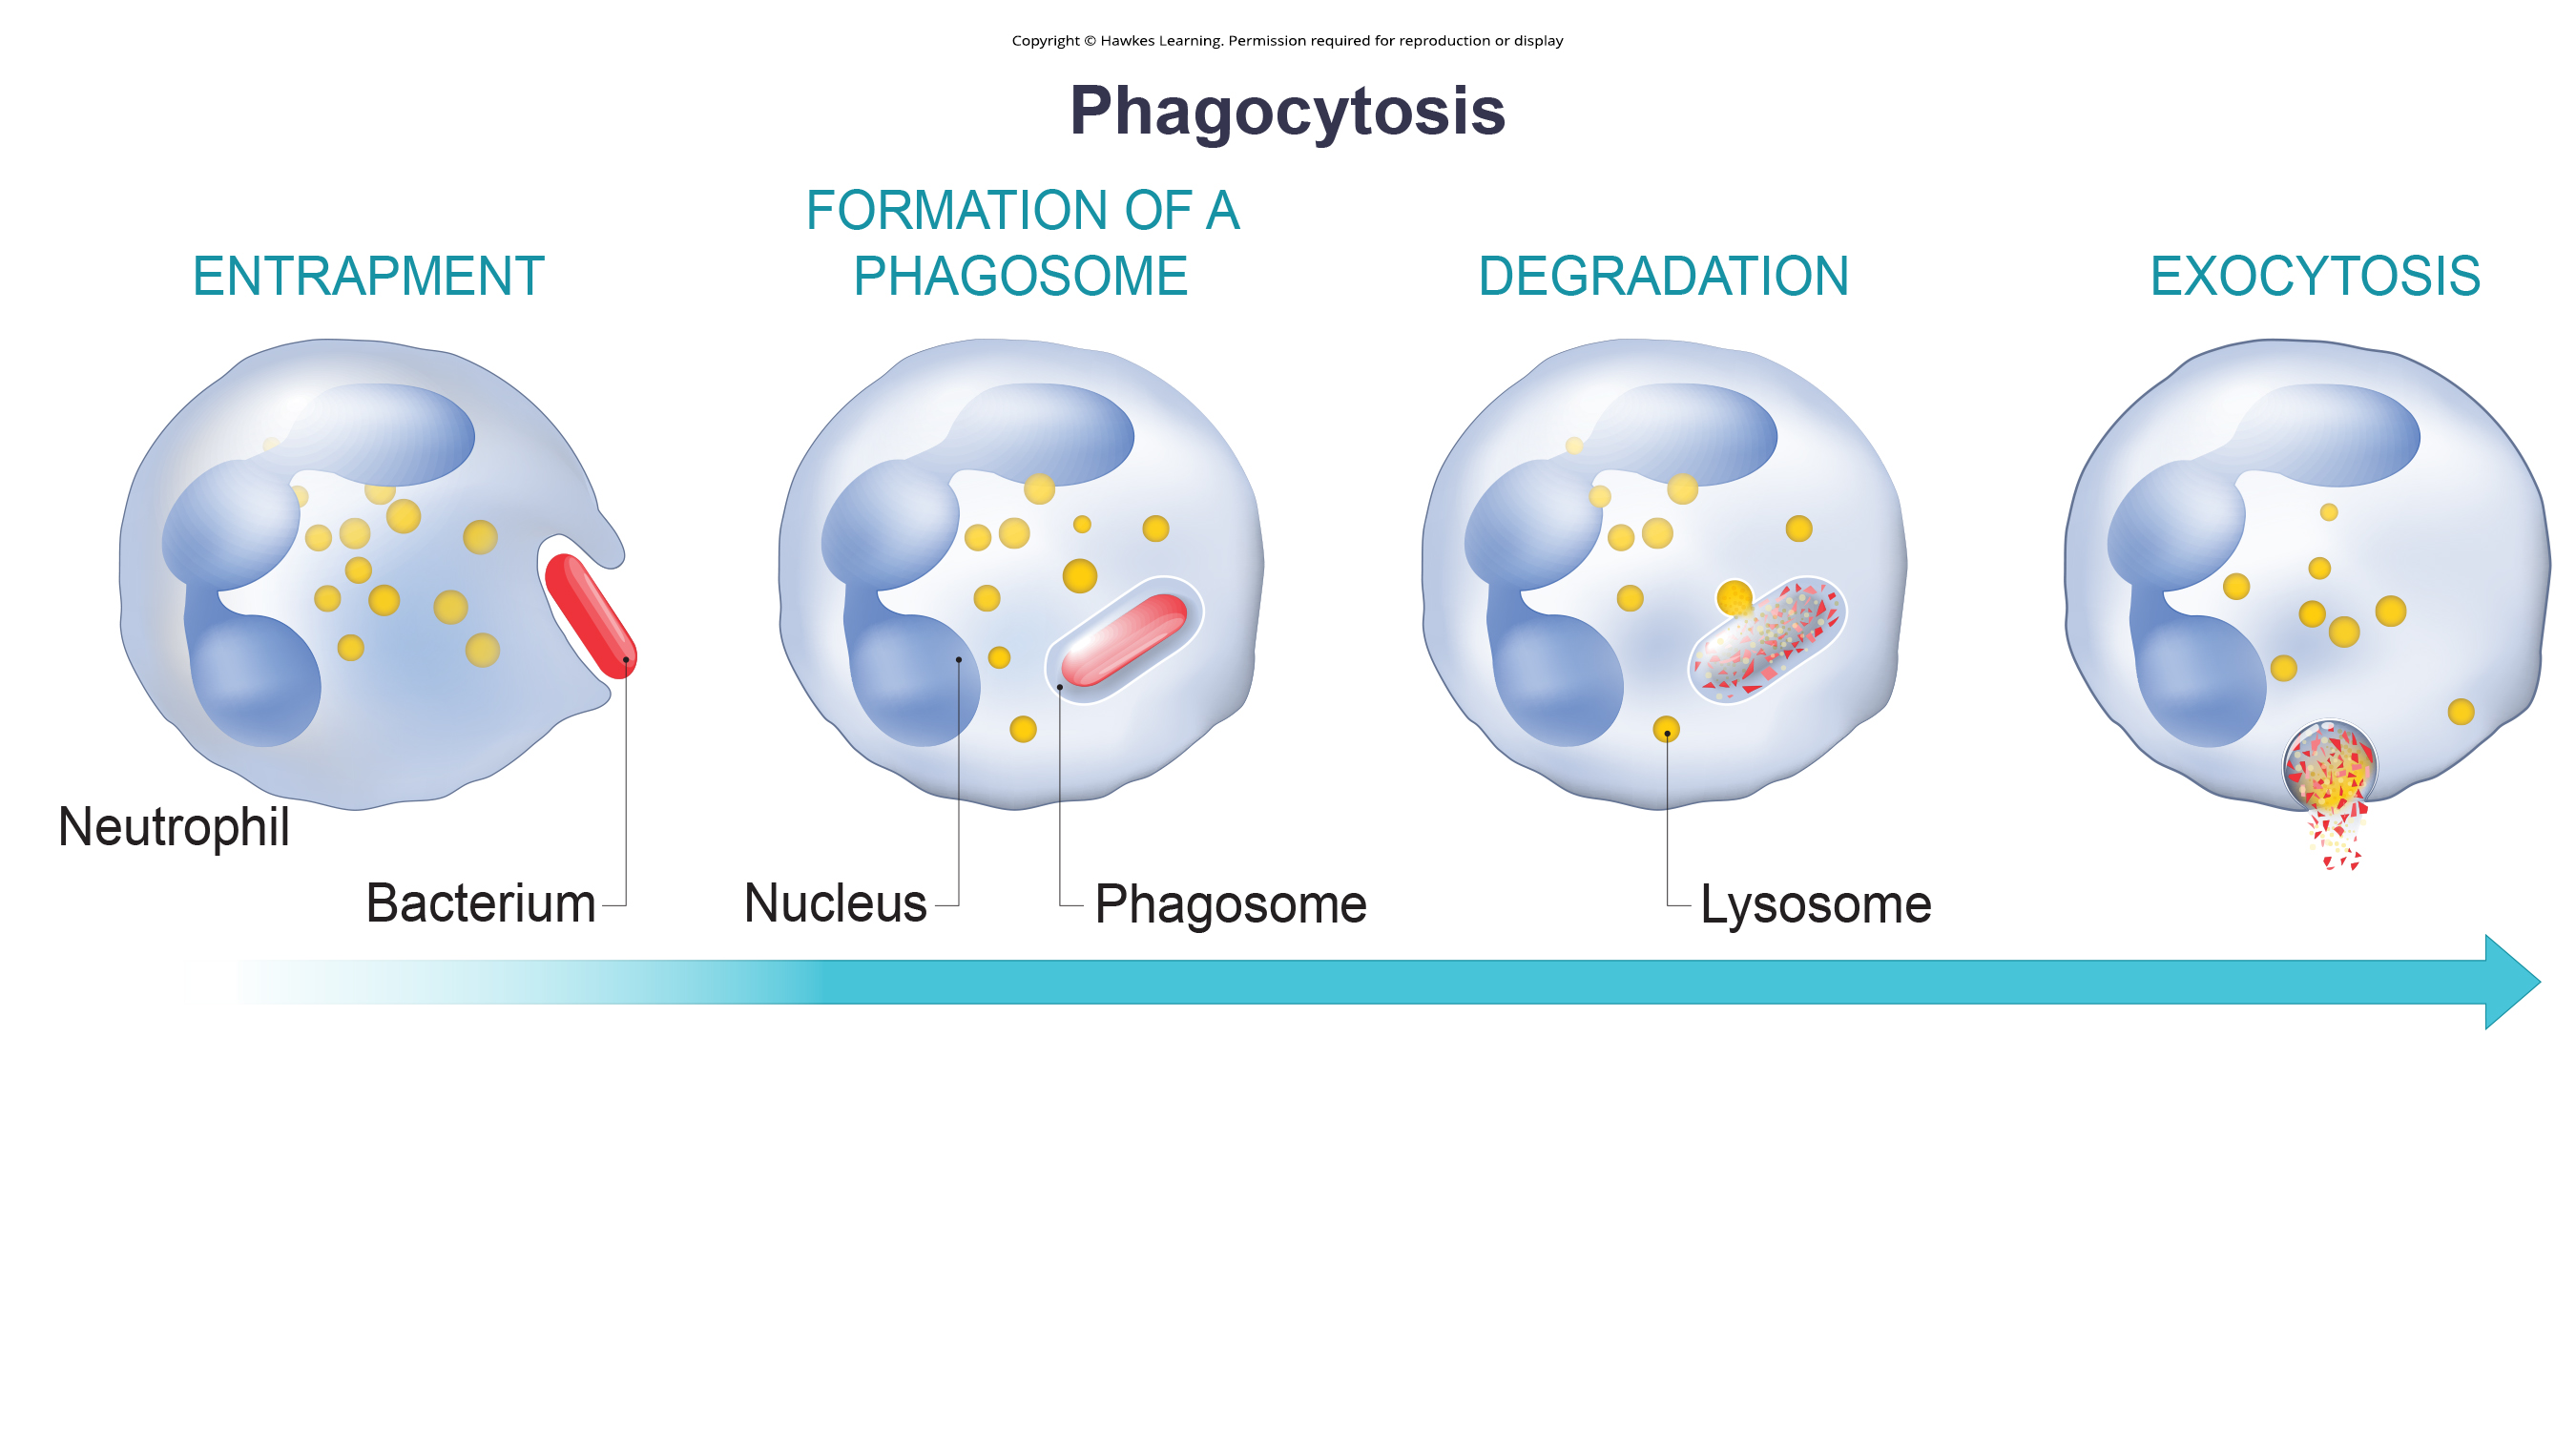 Copyright © Hawkes Learning. Permission required for reproduction or display
Phagocytosis
ENTRAPMENT
FORMATION OF A
PHAGOSOME
DEGRADATION
EXOCYTOSIS
Neutrophil
Bacterium
Nucleus
Phagosome
Lysosome